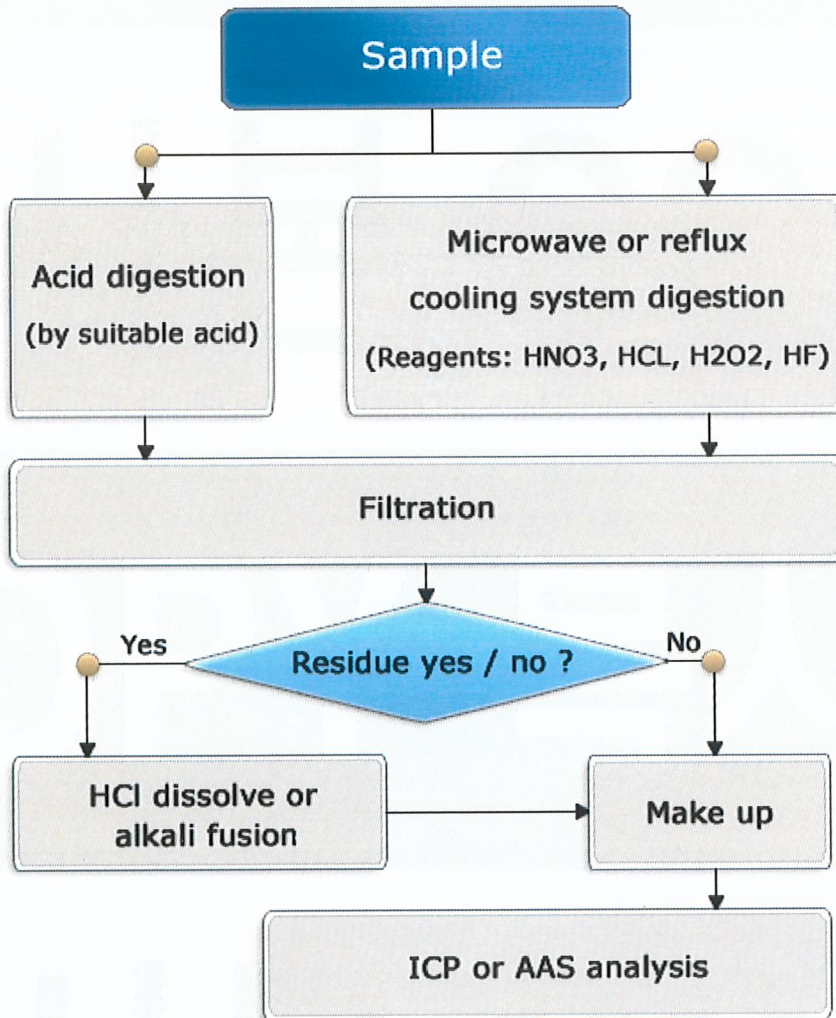 Sample
Acid digestion
(by suitable acid)
Microwave or reflux
cooling system digestion
(Reagents: HNO3, HCL, H2O2, HF)
Filtration
Yes
Residue yes / no ?
No
HCl dissolve or
alkali fusion
Make up
ICP or AAS analysis